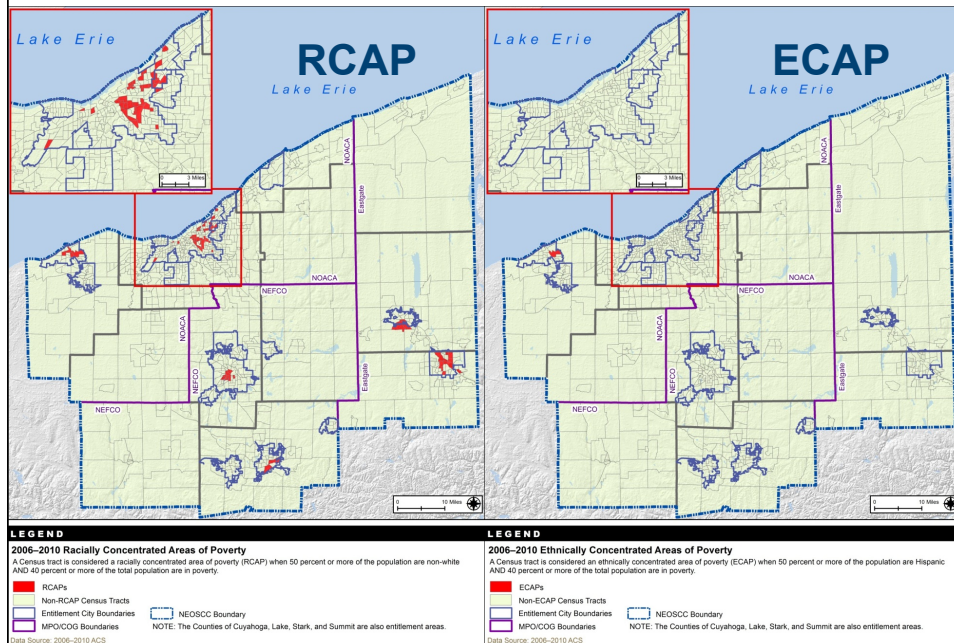 Lake Erie
RCAP
Lake Erie
0 3 Miles
NOACA
Eastgate
NOACA
NEFCO
NOACA
NEFCO
Eastgate
NEFCO
0 10 Miles
Lake Erie
ECAP
Lake Erie
0 3 Miles
NOACA
Eastgate
NOACA
NEFCO
NOACA
NEFCO
Eastgate
NEFCO
0 10 Miles
LEGEND
2006–2010 Racially Concentrated Areas of Poverty
A Census tract is considered a racially concentrated area of poverty (RCAP) when 50 percent or more of the population are non-white
AND 40 percent or more of the total population are in poverty.
RCAPs
Non-RCAP Census Tracts
Entitlement City Boundaries NEOSCC Boundary
MPO/COG Boundaries NOTE: The Counties of Cuyahoga, Lake, Stark, and Summit are also entitlement areas.
Data Source: 2006–2010 ACS
LEGEND
2006–2010 Ethnically Concentrated Areas of Poverty
A Census tract is considered an ethnically concentrated area of poverty (ECAP) when 50 percent or more of the population are Hispanic
AND 40 percent or more of the total population are in poverty.
ECAPs
Non-ECAP Census Tracts
Entitlement City Boundaries NEOSCC Boundary
MPO/COG Boundaries NOTE: The Counties of Cuyahoga, Lake, Stark, and Summit are also entitlement areas.
Data Source: 2006–2010 ACS